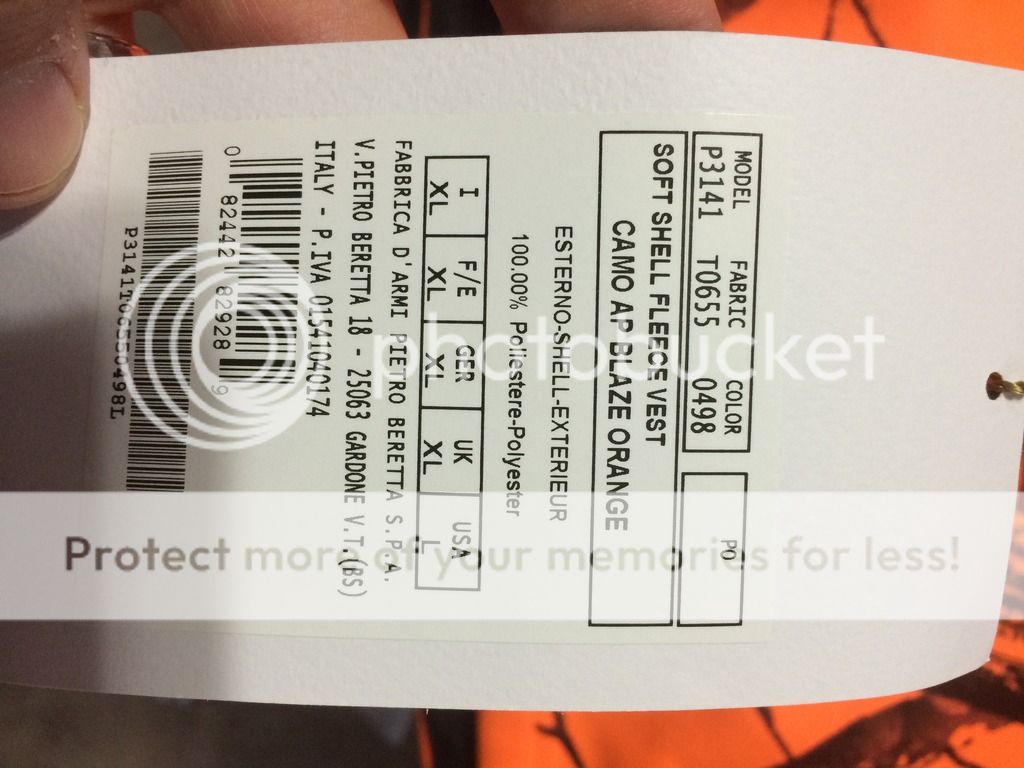 MODEL FABRIC COLOR PO
P3141 T0655 0498
SOFT SHELL FLEECE VEST
CAMO AP BLAZE ORANGE
ESTERNO-SHELL-EXTERIEUR
100.00% Poliestere-Polyester
I F/E GER UK USA
XL XL XL XL L
FABBRICA D'ARMI PIETRO BERETTA S.P.A.
V.PIETRO BERETTA 18 - 25063 GARDONE V.T.(BS)
ITALY - P.IVA 01541040174
0 82442 82928 9
P3141T06550498L
photobucket
Protect more of your memories for less!